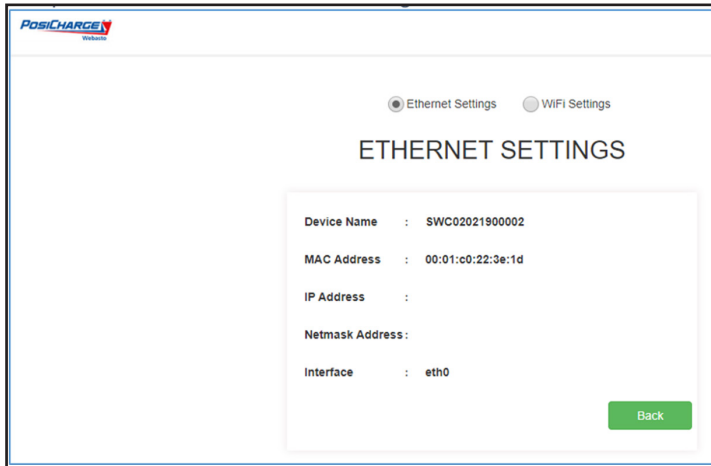 POSICHARGE
Webasto
Ethernet Settings WiFi Settings
ETHERNET SETTINGS
Device Name : SWC02021900002
MAC Address : 00:01:c0:22:3e:1d
IP Address :
Netmask Address :
Interface : eth0
Back